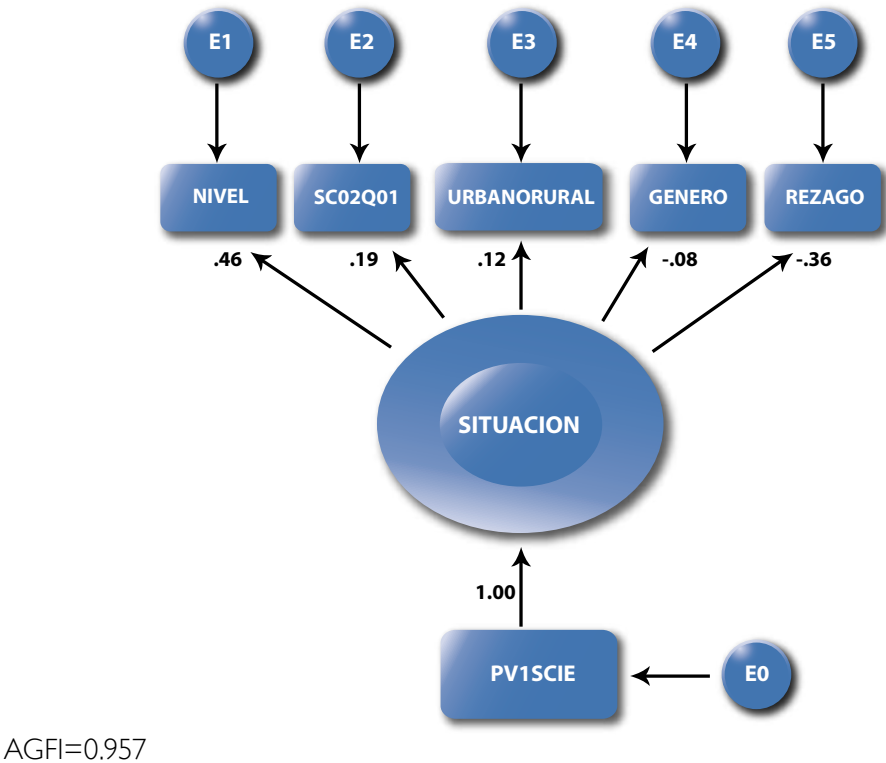 E1 E2 E3 E4 E5
NIVEL SC02Q01 URBANORURAL GENERO REZAGO
.46 .19 .12 -.08 -.36
SITUACION
1.00
PV1SCIE E0
AGFI=0.957